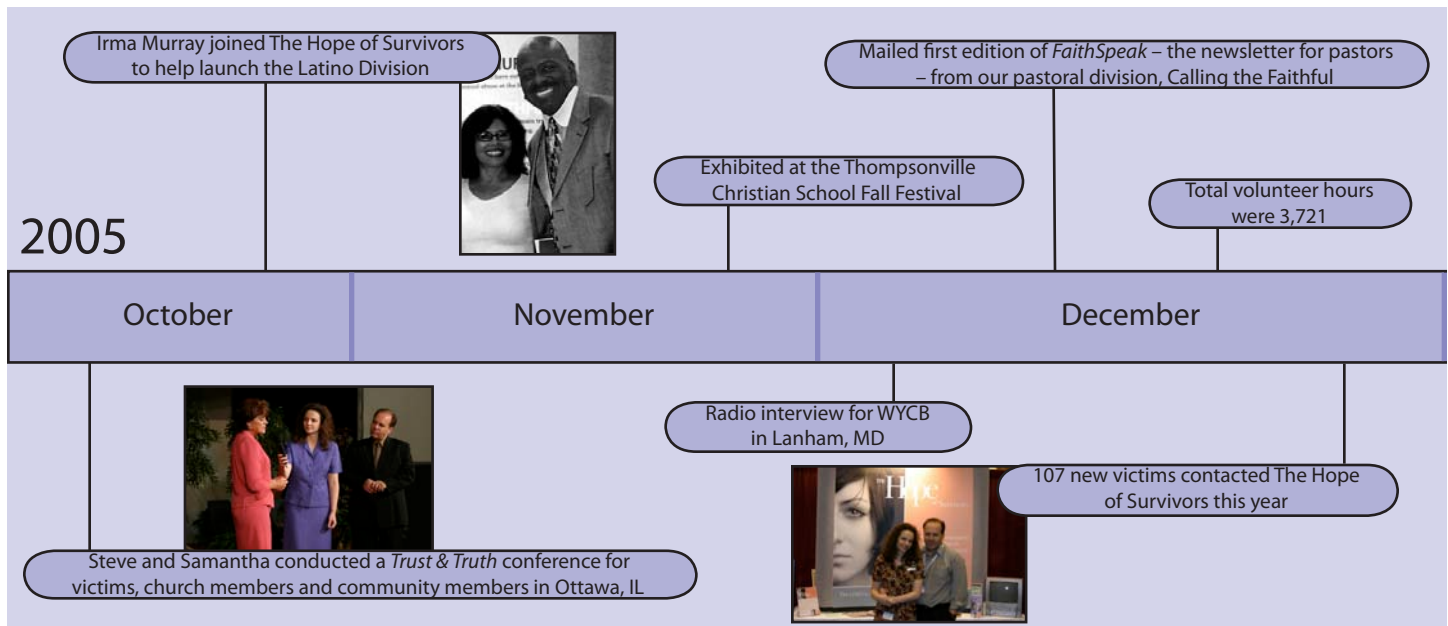 Irma Murray joined The Hope of Survivors
to help launch the Latino Division
Mailed first edition of FaithSpeak – the newsletter for pastors
– from our pastoral division, Calling the Faithful
Exhibited at the Thompsonville
Christian School Fall Festival
Total volunteer hours
were 3,721
2005
October
November
December
Radio interview for WYCB
in Lanham, MD
107 new victims contacted The Hope
of Survivors this year
Steve and Samantha conducted a Trust & Truth conference for
victims, church members and community members in Ottawa, IL
The Hope